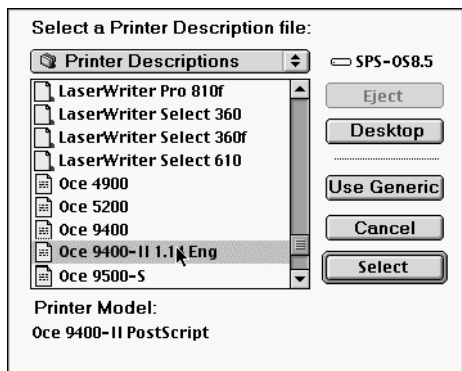 Select a Printer Description file:
Printer Descriptions
SPS-OS8.5
LaserWriter Pro 810f
LaserWriter Select 360
LaserWriter Select 360f
LaserWriter Select 610
Oce 4900
Oce 5200
Oce 9400
Oce 9400-II 1.14 Eng
Oce 9500-S
Eject
Desktop
Use Generic
Cancel
Select
Printer Model:
Oce 9400-II PostScript